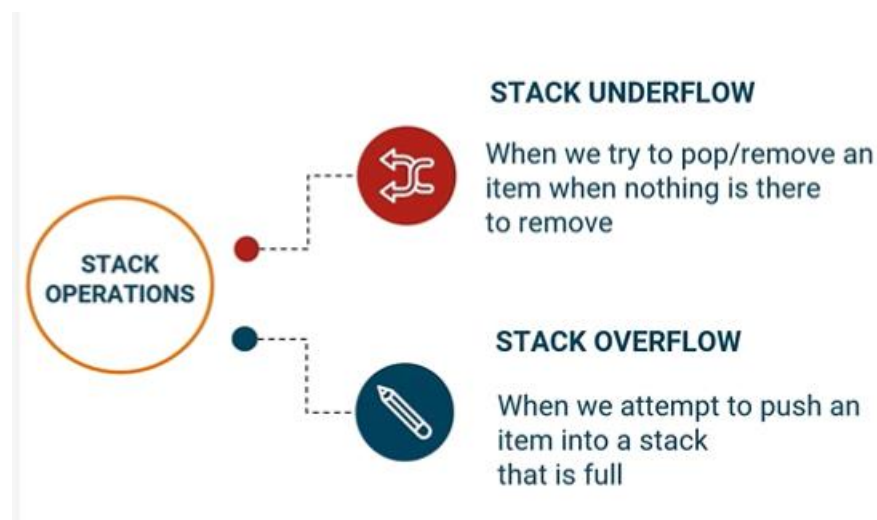 STACK
OPERATIONS
STACK UNDERFLOW
When we try to pop/remove an
item when nothing is there
to remove
STACK OVERFLOW
When we attempt to push an
item into a stack
that is full